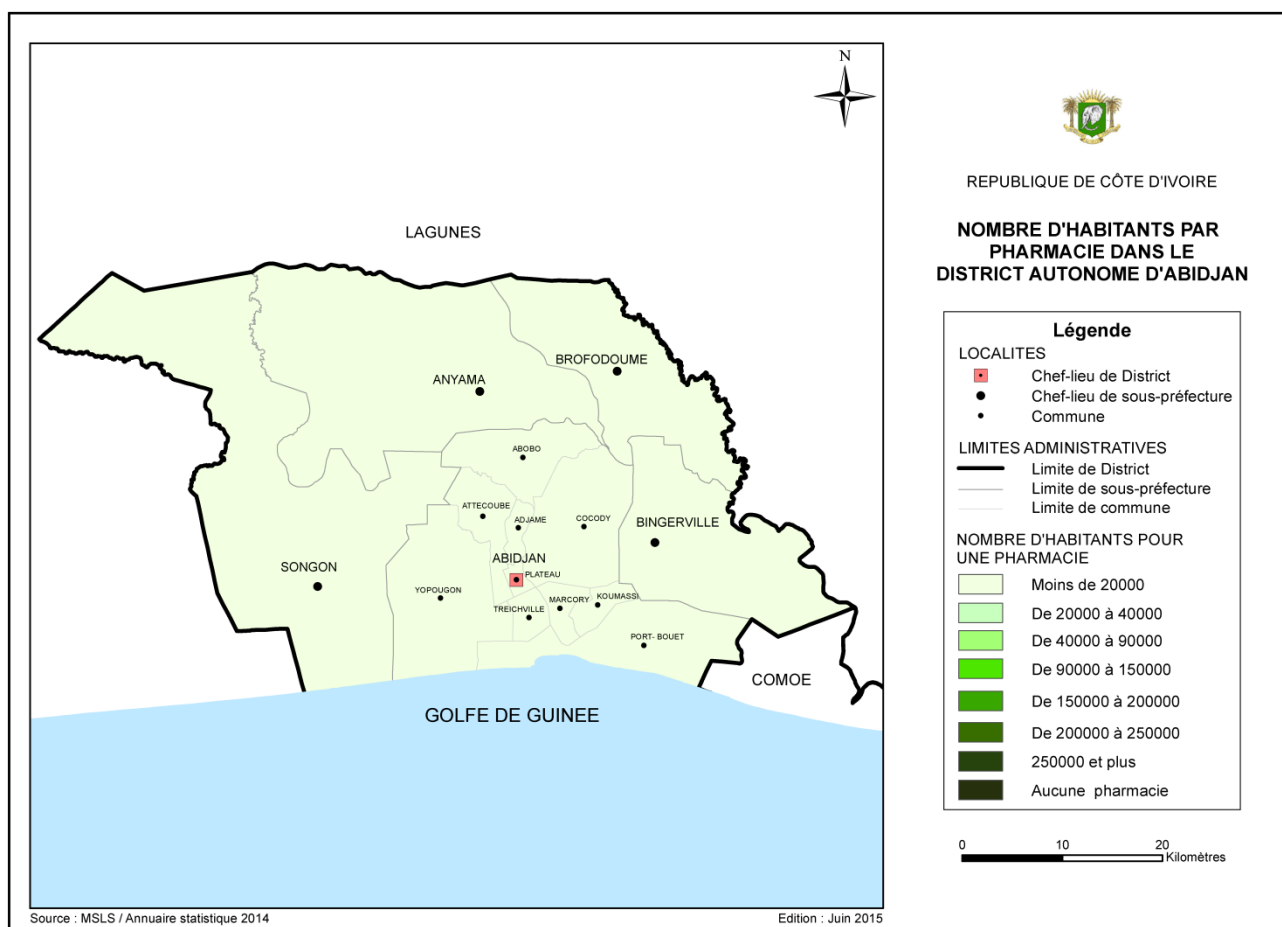 N
LAGUNES
BROFODOUME
ANYAMA
ABOBO
ATTECOUBE
ADJAME
COCODY
BINGERVILLE
ABIDJAN
SONGON
PLATEAU
YOPOUGON
MARCORY
KOUMASSI
TREICHVILLE
PORT- BOUET
COMOE
GOLFE DE GUINEE
Source : MSLS / Annuaire statistique 2014
Edition : Juin 2015
REPUBLIQUE DE CÔTE D'IVOIRE
NOMBRE D'HABITANTS PAR
PHARMACIE DANS LE
DISTRICT AUTONOME D'ABIDJAN
Légende
LOCALITES
Chef-lieu de District
Chef-lieu de sous-préfecture
Commune
LIMITES ADMINISTRATIVES
Limite de District
Limite de sous-préfecture
Limite de commune
NOMBRE D'HABITANTS POUR
UNE PHARMACIE
Moins de 20000
De 20000 à 40000
De 40000 à 90000
De 90000 à 150000
De 150000 à 200000
De 200000 à 250000
250000 et plus
Aucune pharmacie
0 10 20
Kilomètres